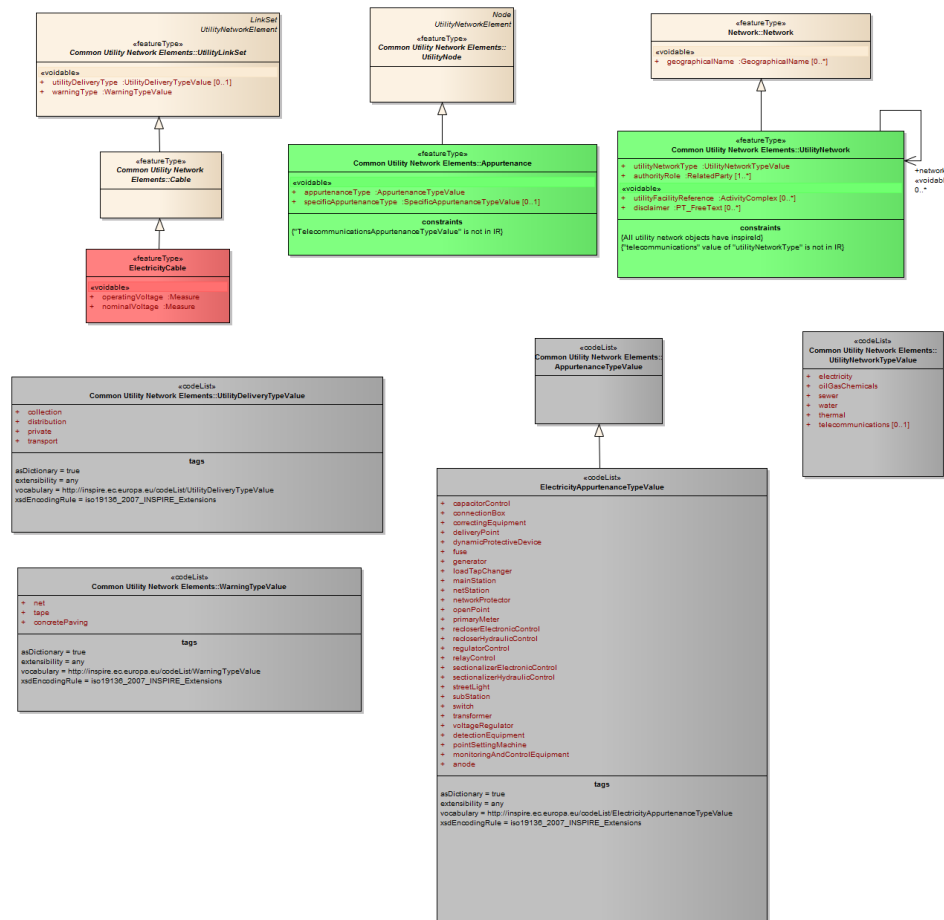 LinkSet
UtilityNetworkElement
«featureType»
Common Utility Network Elements::UtilityLinkSet
«voidable»
+ utilityDeliveryType :UtilityDeliveryTypeValue [0..1]
+ warningType :WarningTypeValue
«featureType»
Common Utility Network
Elements::Cable
«featureType»
ElectricityCable
«voidable»
+ operatingVoltage :Measure
+ nominalVoltage :Measure
Node
UtilityNetworkElement
«featureType»
Common Utility Network Elements::
UtilityNode
«featureType»
Common Utility Network Elements::Appurtenance
«voidable»
+ appurtenanceType :AppurtenanceTypeValue
+ specificAppurtenanceType :SpecificAppurtenanceTypeValue [0..1]
constraints
{"TelecommunicationsAppurtenanceTypeValue" is not in IR}
«featureType»
Network::Network
«voidable»
+ geographicalName :GeographicalName [0..*]
«featureType»
Common Utility Network Elements::UtilityNetwork
+ utilityNetworkType :UtilityNetworkTypeValue
+ authorityRole :RelatedParty [1..*]
«voidable»
+ utilityFacilityReference :ActivityComplex [0..*]
+ disclaimer :PT_FreeText [0..*]
constraints
{All utility network objects have inspireId}
{"telecommunications" value of "utilityNetworkType" is not in IR}
+network
«voidable
0..*
«codeList»
Common Utility Network Elements::UtilityDeliveryTypeValue
+ collection
+ distribution
+ private
+ transport
tags
asDictionary = true
extensibility = any
vocabulary = http://inspire.ec.europa.eu/codeList/UtilityDeliveryTypeValue
xsdEncodingRule = iso19136_2007_INSPIRE_Extensions
«codeList»
Common Utility Network Elements::WarningTypeValue
+ net
+ tape
+ concretePaving
tags
asDictionary = true
extensibility = any
vocabulary = http://inspire.ec.europa.eu/codeList/WarningTypeValue
xsdEncodingRule = iso19136_2007_INSPIRE_Extensions
«codeList»
Common Utility Network Elements::
AppurtenanceTypeValue
«codeList»
ElectricityAppurtenanceTypeValue
+ capacitorControl
+ connectionBox
+ correctingEquipment
+ deliveryPoint
+ dynamicProtectiveDevice
+ fuse
+ generator
+ loadTapChanger
+ mainStation
+ netStation
+ networkProtector
+ openPoint
+ primaryMeter
+ recloserElectronicControl
+ recloserHydraulicControl
+ regulatorControl
+ relayControl
+ sectionalizerElectronicControl
+ sectionalizerHydraulicControl
+ streetLight
+ subStation
+ switch
+ transformer
+ voltageRegulator
+ detectionEquipment
+ pointSettingMachine
+ monitoringAndControlEquipment
+ anode
tags
asDictionary = true
extensibility = any
vocabulary = http://inspire.ec.europa.eu/codeList/ElectricityAppurtenanceTypeValue
xsdEncodingRule = iso19136_2007_INSPIRE_Extensions
«codeList»
Common Utility Network Elements::
UtilityNetworkTypeValue
+ electricity
+ oilGasChemicals
+ sewer
+ water
+ thermal
+ telecommunications [0..1]